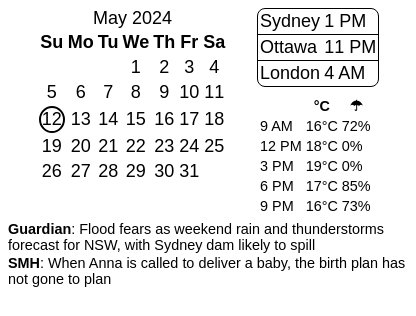 May 2024
Su Mo Tu We Th Fr Sa
1 2 3 4
5 6 7 8 9 10 11
12 13 14 15 16 17 18
19 20 21 22 23 24 25
26 27 28 29 30 31
Sydney 1 PM
Ottawa 11 PM
London 4 AM
°C ☂
9 AM 16°C 72%
12 PM 18°C 0%
3 PM 19°C 0%
6 PM 17°C 85%
9 PM 16°C 73%
Guardian: Flood fears as weekend rain and thunderstorms
forecast for NSW, with Sydney dam likely to spill
SMH: When Anna is called to deliver a baby, the birth plan has
not gone to plan